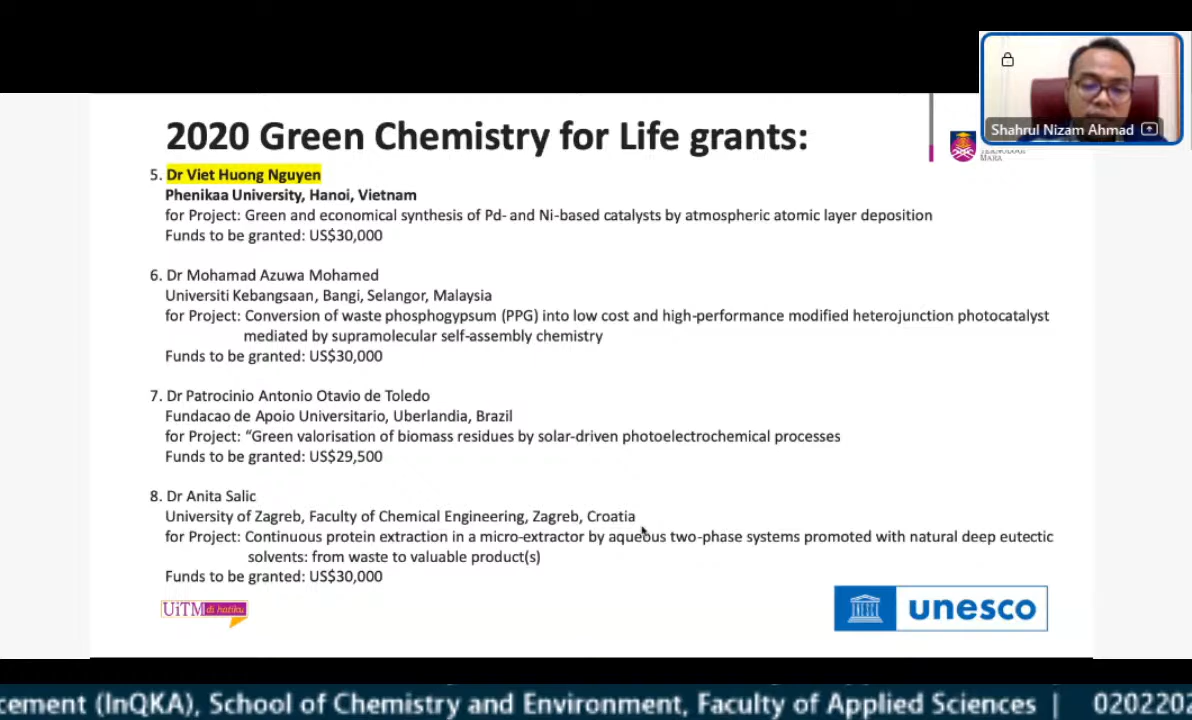 Shahrul Nizam Ahmad
2020 Green Chemistry for Life grants:
TEKNOLOGI
MARA
5. Dr Viet Huong Nguyen
Phenikaa University, Hanoi, Vietnam
for Project: Green and economical synthesis of Pd- and Ni-based catalysts by atmospheric atomic layer deposition
Funds to be granted: US$30,000
6. Dr Mohamad Azuwa Mohamed
Universiti Kebangsaan, Bangi, Selangor, Malaysia
for Project: Conversion of waste phosphogypsum (PPG) into low cost and high-performance modified heterojunction photocatalyst
mediated by supramolecular self-assembly chemistry
Funds to be granted: US$30,000
7. Dr Patrocinio Antonio Otavio de Toledo
Fundacao de Apoio Universitario, Uberlandia, Brazil
for Project: “Green valorisation of biomass residues by solar-driven photoelectrochemical processes
Funds to be granted: US$29,500
8. Dr Anita Salic
University of Zagreb, Faculty of Chemical Engineering, Zagreb, Croatia
for Project: Continuous protein extraction in a micro-extractor by aqueous two-phase systems promoted with natural deep eutectic
solvents: from waste to valuable product(s)
Funds to be granted: US$30,000
UiTM di hatiku
unesco
cement (InQKA), School of Chemistry and Environment, Faculty of Applied Sciences | 0202202